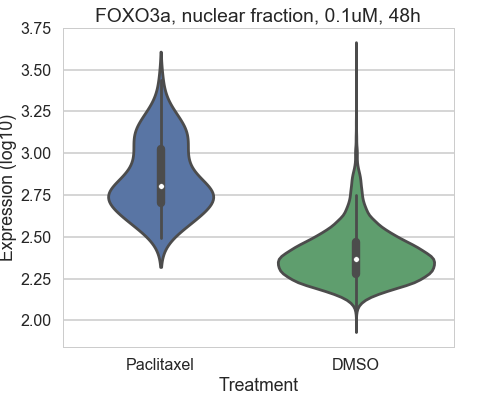 FOXO3a, nuclear fraction, 0.1uM, 48h
3.75
3.50
3.25
3.00
2.75
2.50
2.25
2.00
Expression (log10)
Paclitaxel
DMSO
Treatment